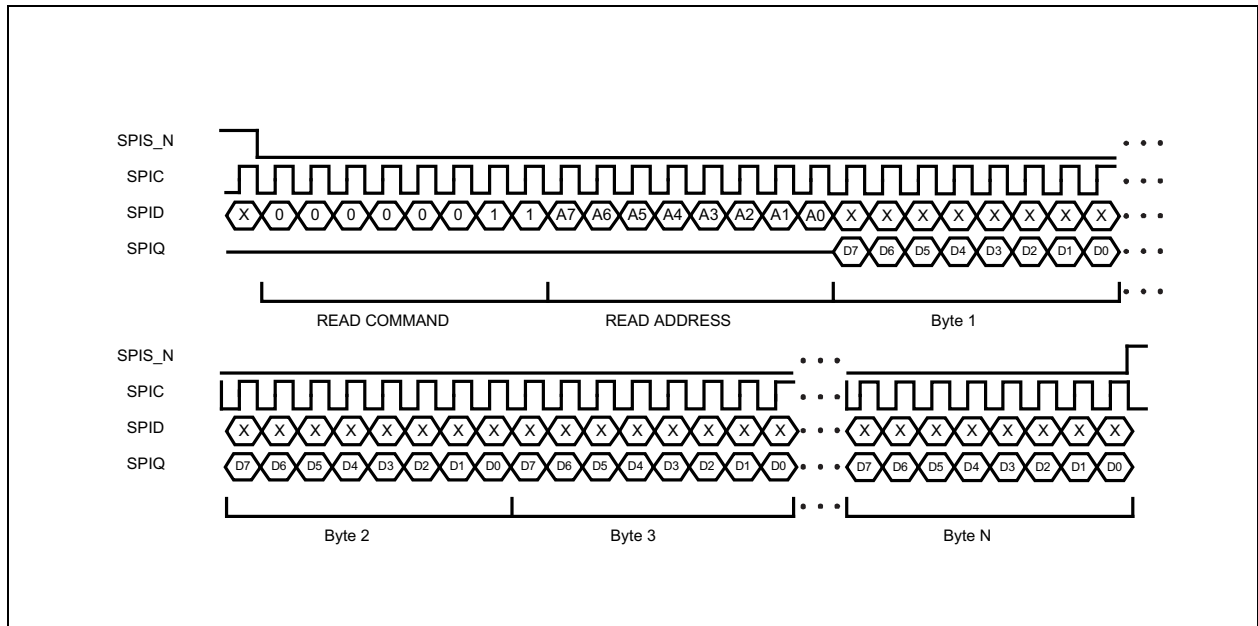 SPIS_N
SPIC
SPID X 0 0 0 0 0 0 1 1 A7 A6 A5 A4 A3 A2 A1 A0 X X X X X X X X
SPIQ D7 D6 D5 D4 D3 D2 D1 D0
READ COMMAND READ ADDRESS Byte 1
SPIS_N
SPIC
SPID X X X X X X X X X X X X X X X X X X X X X X X X
SPIQ D7 D6 D5 D4 D3 D2 D1 D0 D7 D6 D5 D4 D3 D2 D1 D0 D7 D6 D5 D4 D3 D2 D1 D0
Byte 2 Byte 3 Byte N